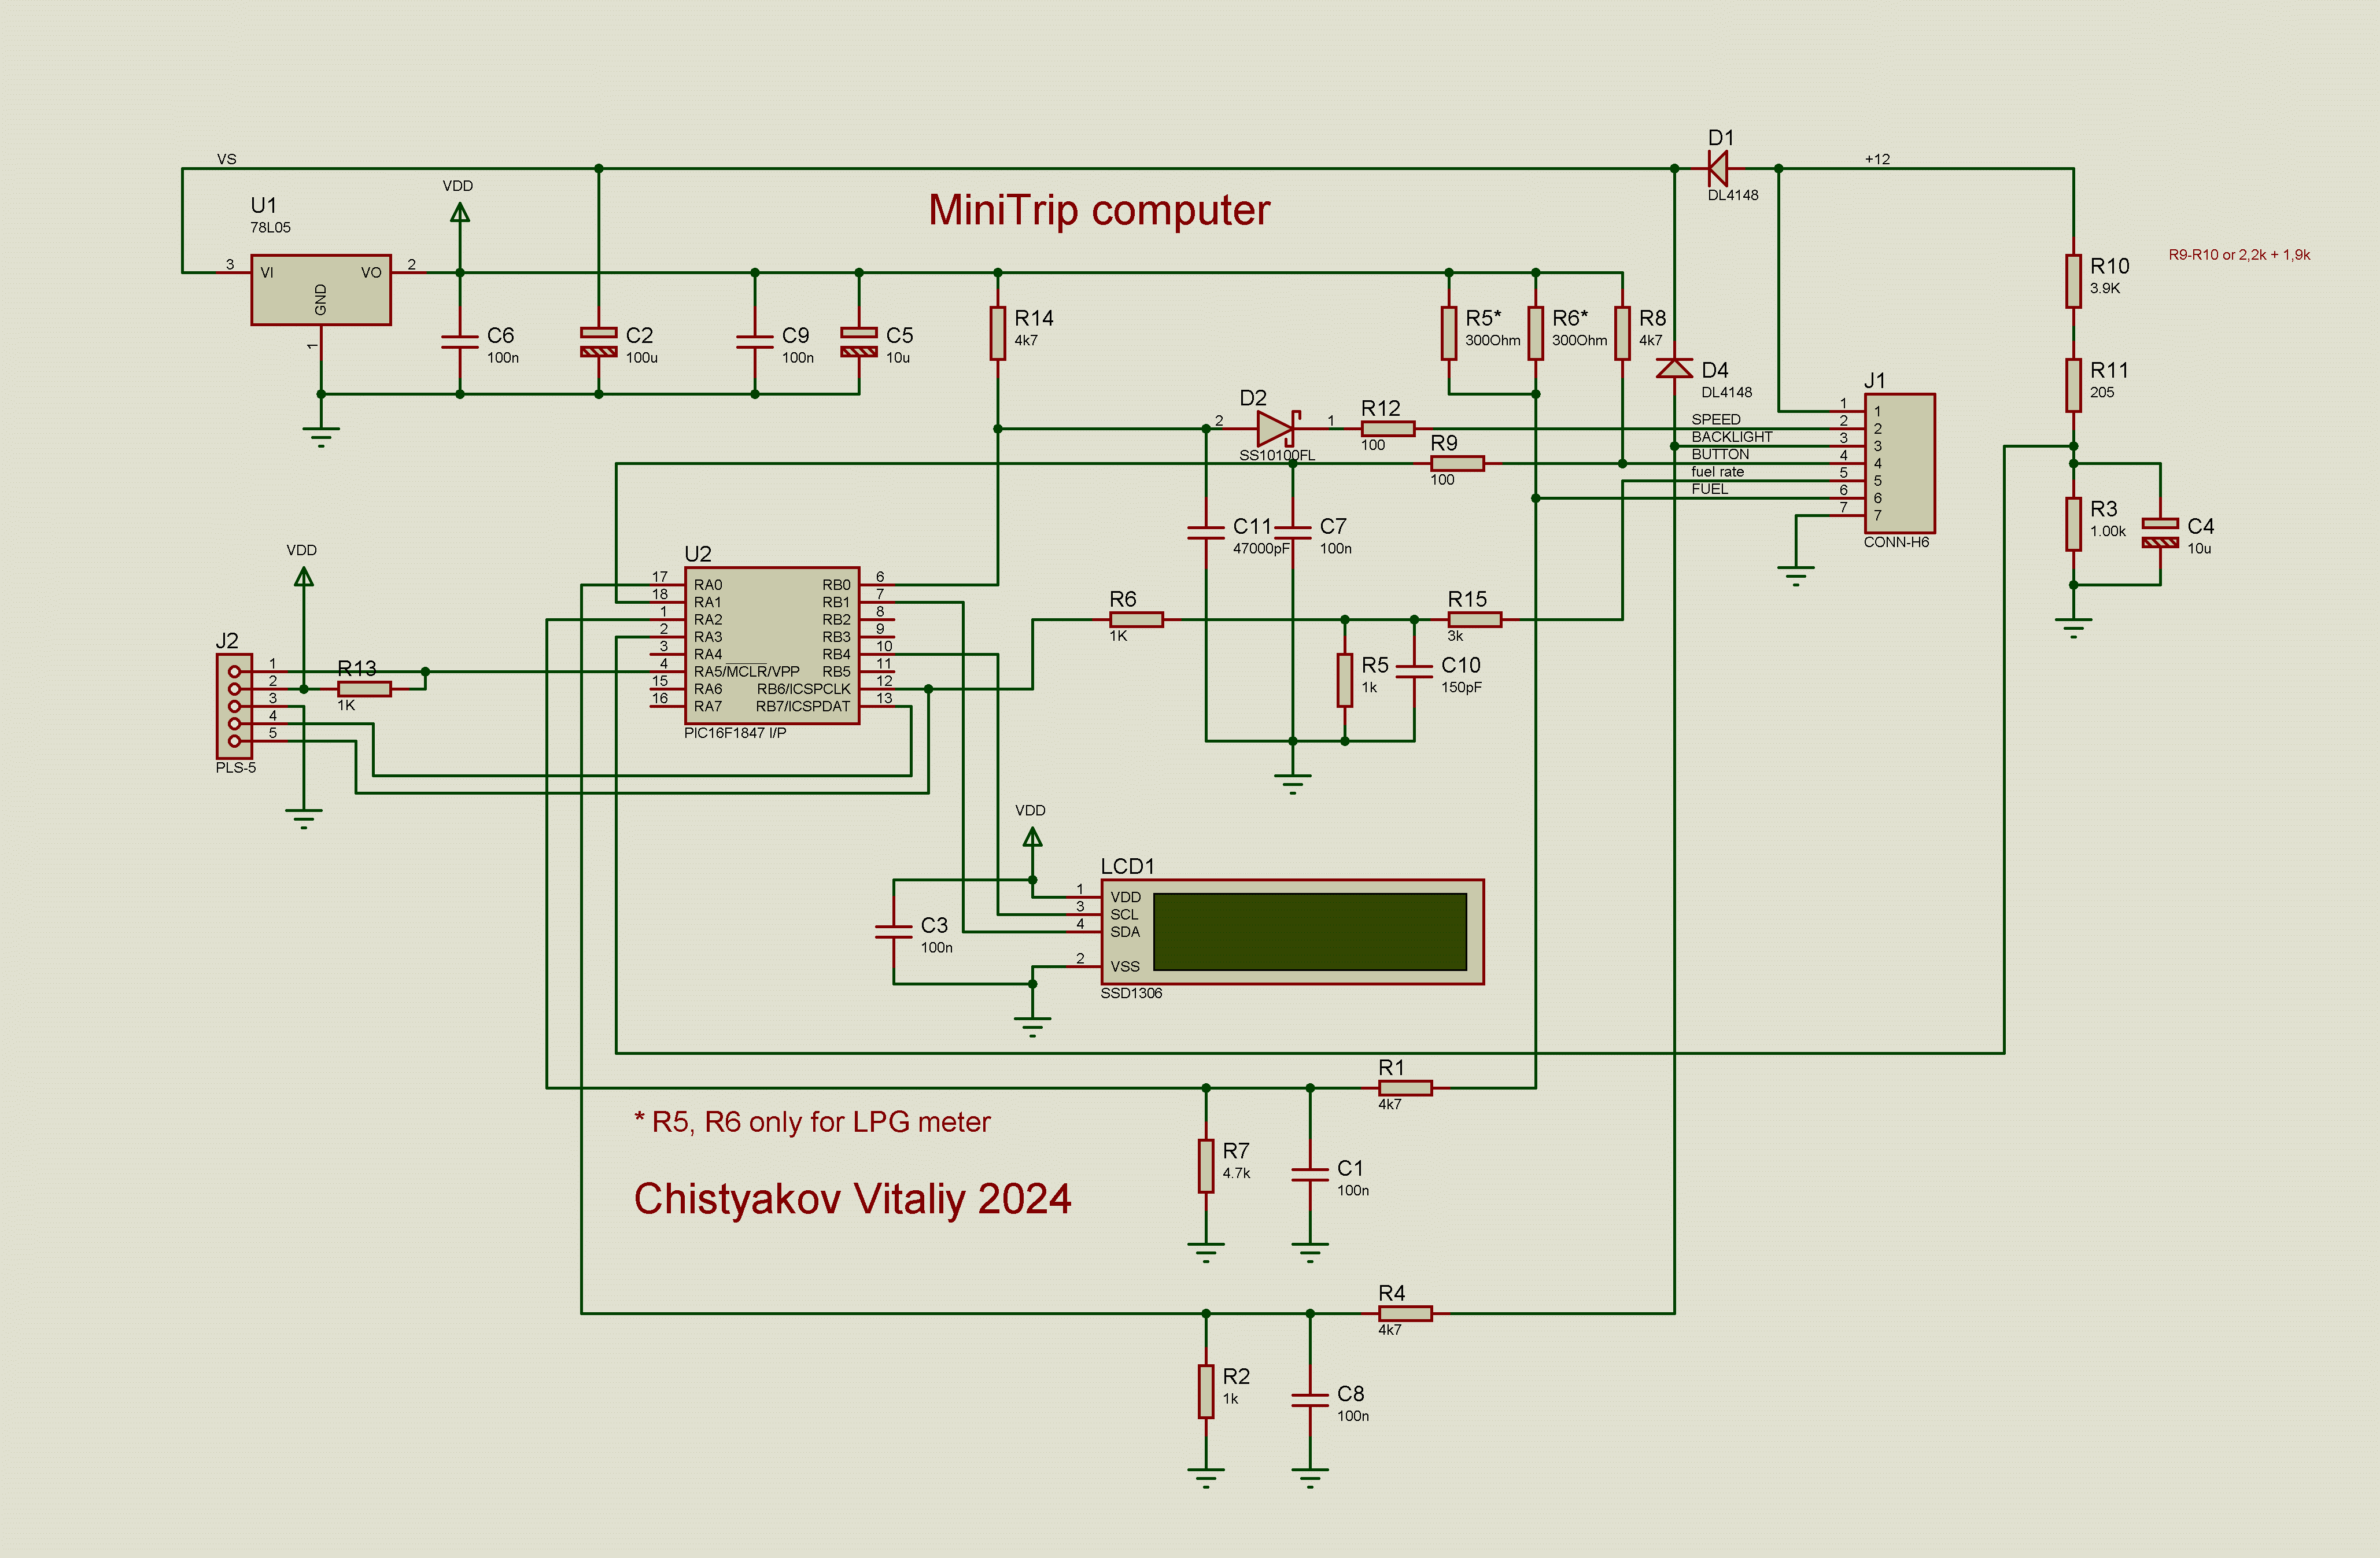 D1
VS
+12
VDD
MiniTrip computer
DL4148
U1
78L05
R9-R10 or 2,2k + 1,9k
3 VI VO 2
GND
1
R10
3.9K
C6
100n
C2
100u
C9
100n
C5
10u
R14
4k7
R5*
300Ohm
R6*
300Ohm
R8
4k7
D4
DL4148
R11
205
J1
D2
2 1
SS10100FL
R12
100
R9
100
SPEED
BACKLIGHT
BUTTON
fuel rate
FUEL
1 1
2 2
3 3
4 4
5 5
6 6
7 7
CONN-H6
R3
1.00k
C4
10u
C11
47000pF
C7
100n
VDD
U2
17 RA0 RB0 6
18 RA1 RB1 7
1 RA2 RB2 8
2 RA3 RB3 9
3 RA4 RB4 10
4 RA5/MCLR/VPP RB5 11
15 RA6 RB6/ICSPCLK 12
16 RA7 RB7/ICSPDAT 13
PIC16F1847 I/P
R6
1K
R15
3k
R5
1k
C10
150pF
J2
1
2
3
4
5
PLS-5
R13
1K
VDD
LCD1
1 VDD
3 SCL
4 SDA
2 VSS
SSD1306
C3
100n
R1
4k7
* R5, R6 only for LPG meter
R7
4.7k
C1
100n
Chistyakov Vitaliy 2024
R4
4k7
R2
1k
C8
100n